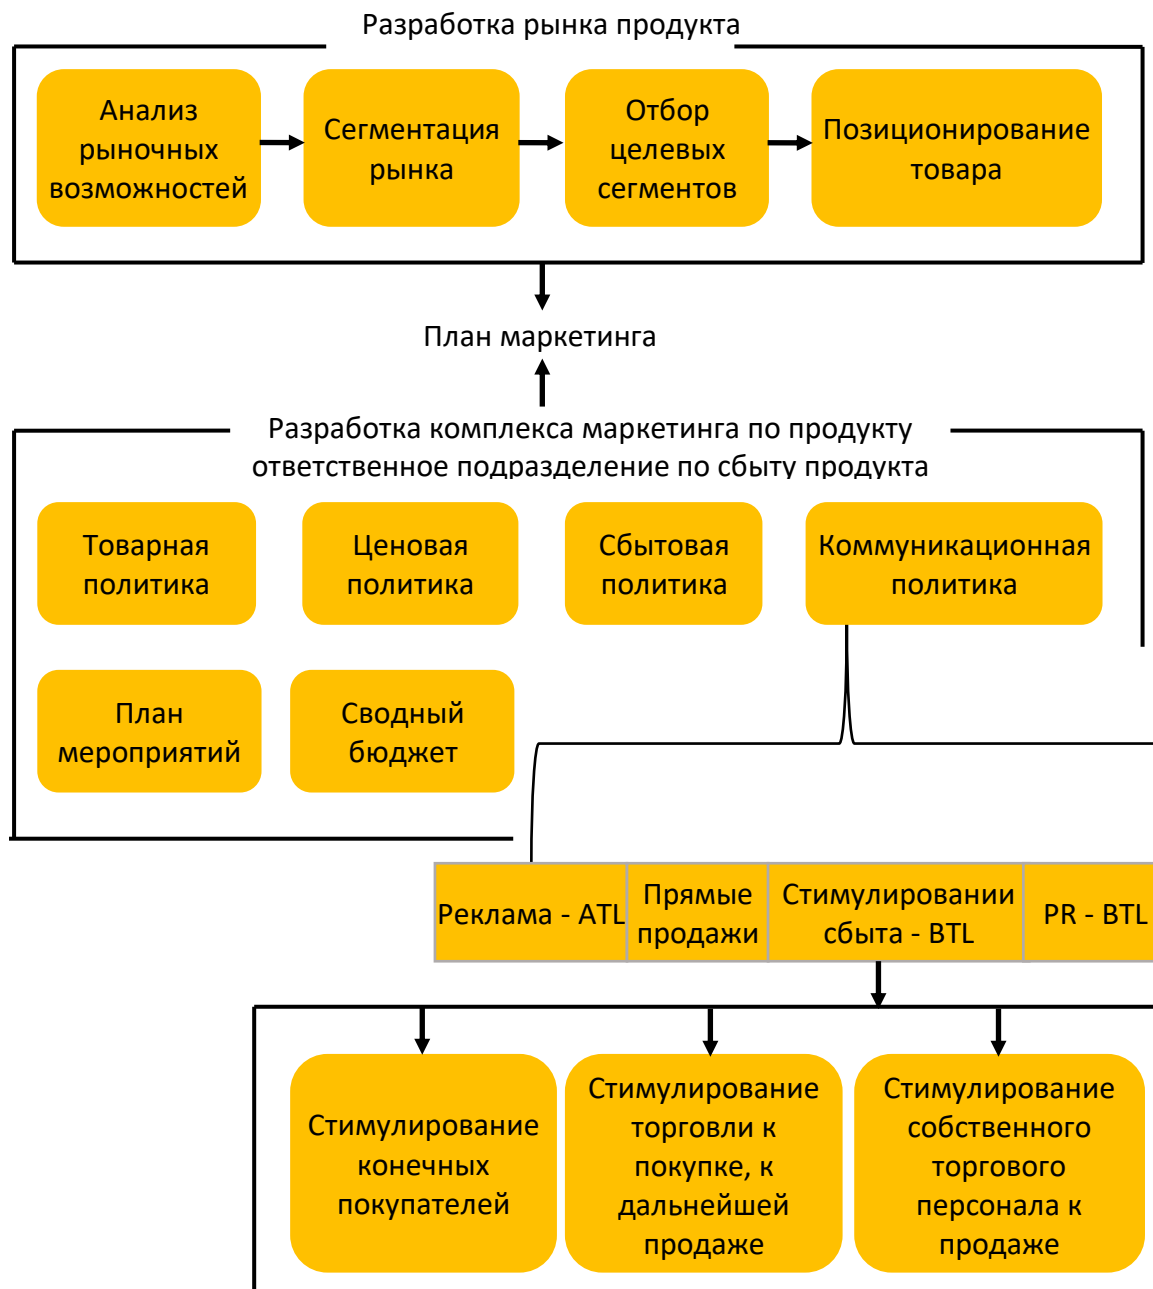 Разработка рынка продукта
Анализ
рыночных
возможностей
Сегментация
рынка
Отбор
целевых
сегментов
Позиционирование
товара
План маркетинга
Разработка комплекса маркетинга по продукту
ответственное подразделение по сбыту продукта
Товарная
политика
Ценовая
политика
Сбытовая
политика
Коммуникационная
политика
План
мероприятий
Сводный
бюджет
Реклама - ATL
Прямые
продажи
Стимулировании
сбыта - BTL
PR - BTL
Стимулирование
конечных
покупателей
Стимулирование
торговли к
покупке, к
дальнейшей
продаже
Стимулирование
собственного
торгового
персонала к
продаже